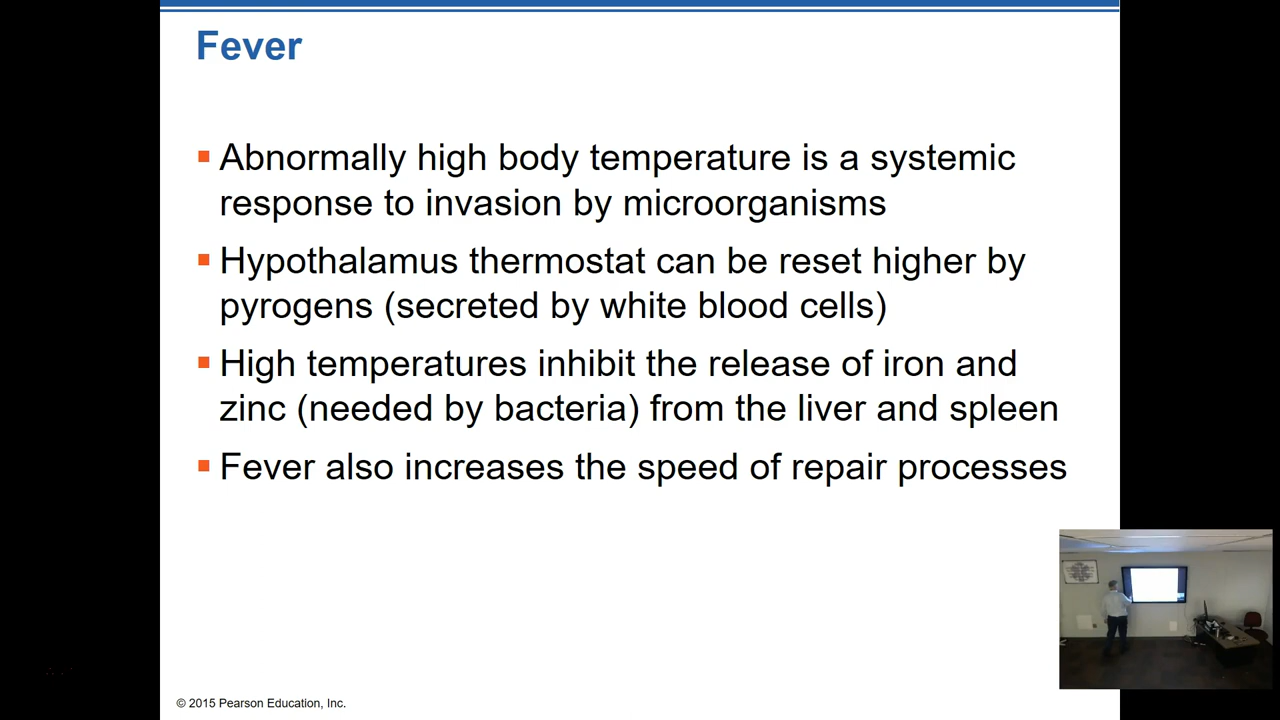 Fever
Abnormally high body temperature is a systemic
response to invasion by microorganisms
Hypothalamus thermostat can be reset higher by
pyrogens (secreted by white blood cells)
High temperatures inhibit the release of iron and
zinc (needed by bacteria) from the liver and spleen
Fever also increases the speed of repair processes
© 2015 Pearson Education, Inc.